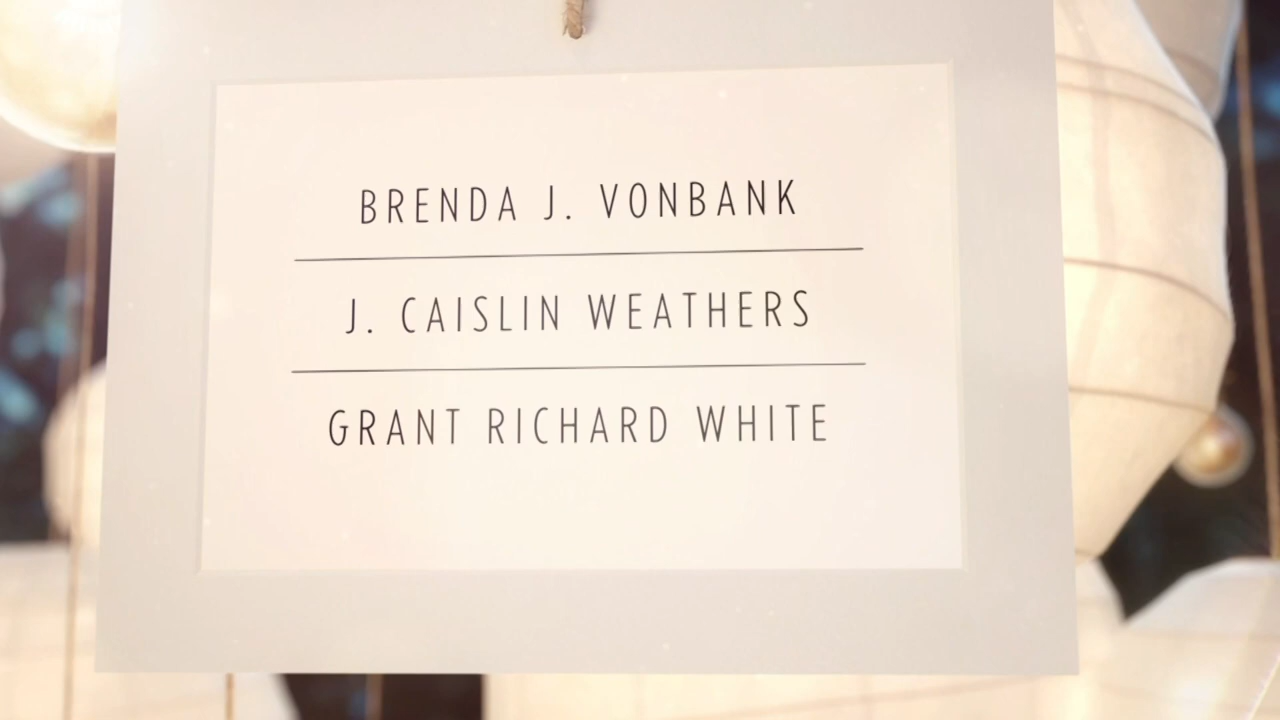 BRENDA J. VONBANK
J. CAISLIN WEATHERS
GRANT RICHARD WHITE